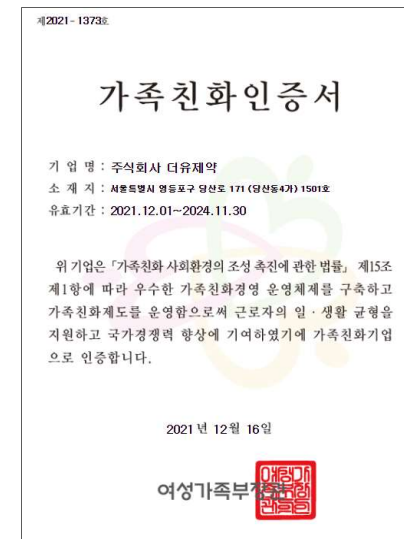 제2021-1373호
가족친화인증서
기 업 명 : 주식회사 더유제약
소 재 지 : 서울특별시 영등포구 당산로 171 (당산동4가) 1501호
유효기간 : 2021.12.01~2024.11.30
위 기업은 「가족친화 사회환경의 조성 촉진에 관한 법률」 제15조
제1항에 따라 우수한 가족친화경영 운영체제를 구축하고
가족친화제도를 운영함으로써 근로자의 일 · 생활 균형을
지원하고 국가경쟁력 향상에 기여하였기에 가족친화기업
으로 인증합니다.
2021 년 12월 16일
여성가족부장관